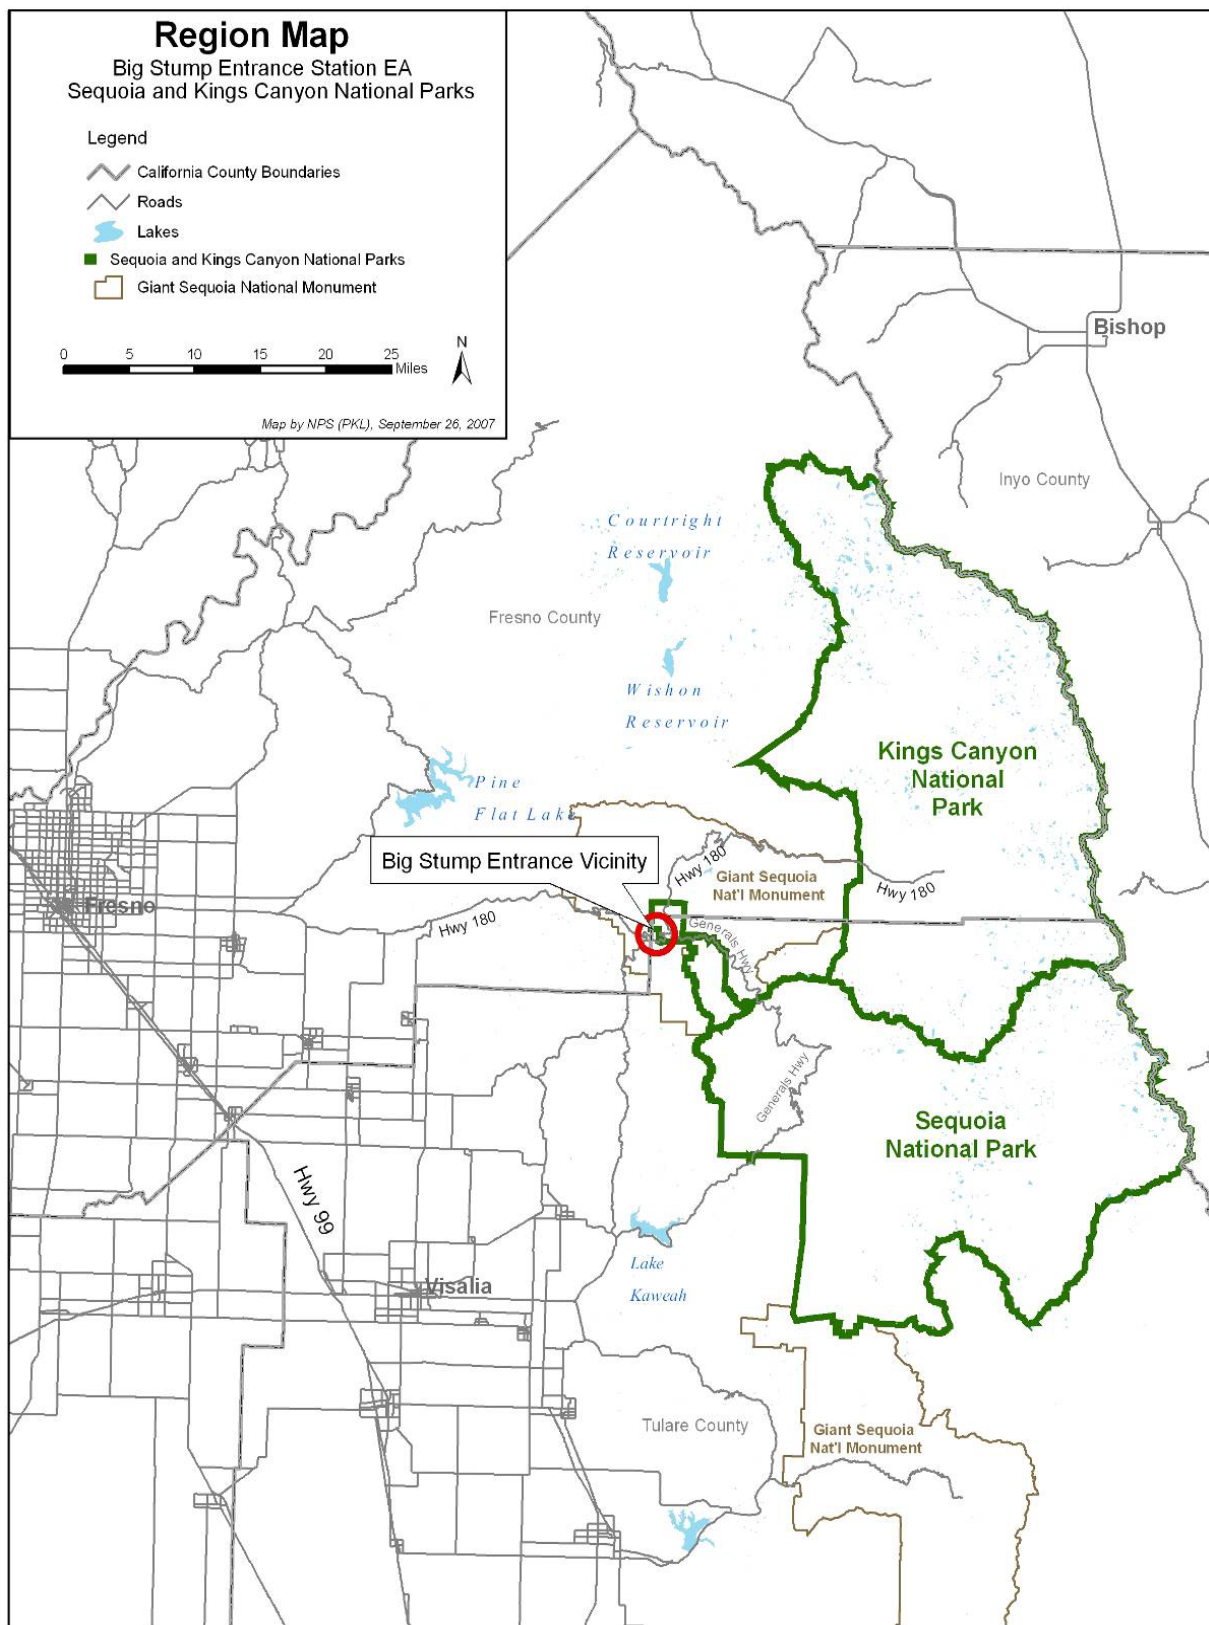 Region Map
Big Stump Entrance Station EA
Sequoia and Kings Canyon National Parks
Legend
California County Boundaries
Roads
Lakes
Sequoia and Kings Canyon National Parks
Giant Sequoia National Monument
0 5 10 15 20 25
Miles
N
Map by NPS (PKL), September 26, 2007
Bishop
Inyo County
Courtright
Reservoir
Fresno County
Wishon
Reservoir
Kings Canyon
National
Park
Pine
Flat Lake
Big Stump Entrance Vicinity
Hwy 180
Giant Sequoia
Nat'l Monument
Hwy 180
Fresno
Hwy 180
Generals Hwy
Generals Hwy
Sequoia
National Park
Hwy 99
Visalia
Lake
Kaweah
Tulare County
Giant Sequoia
Nat'l Monument